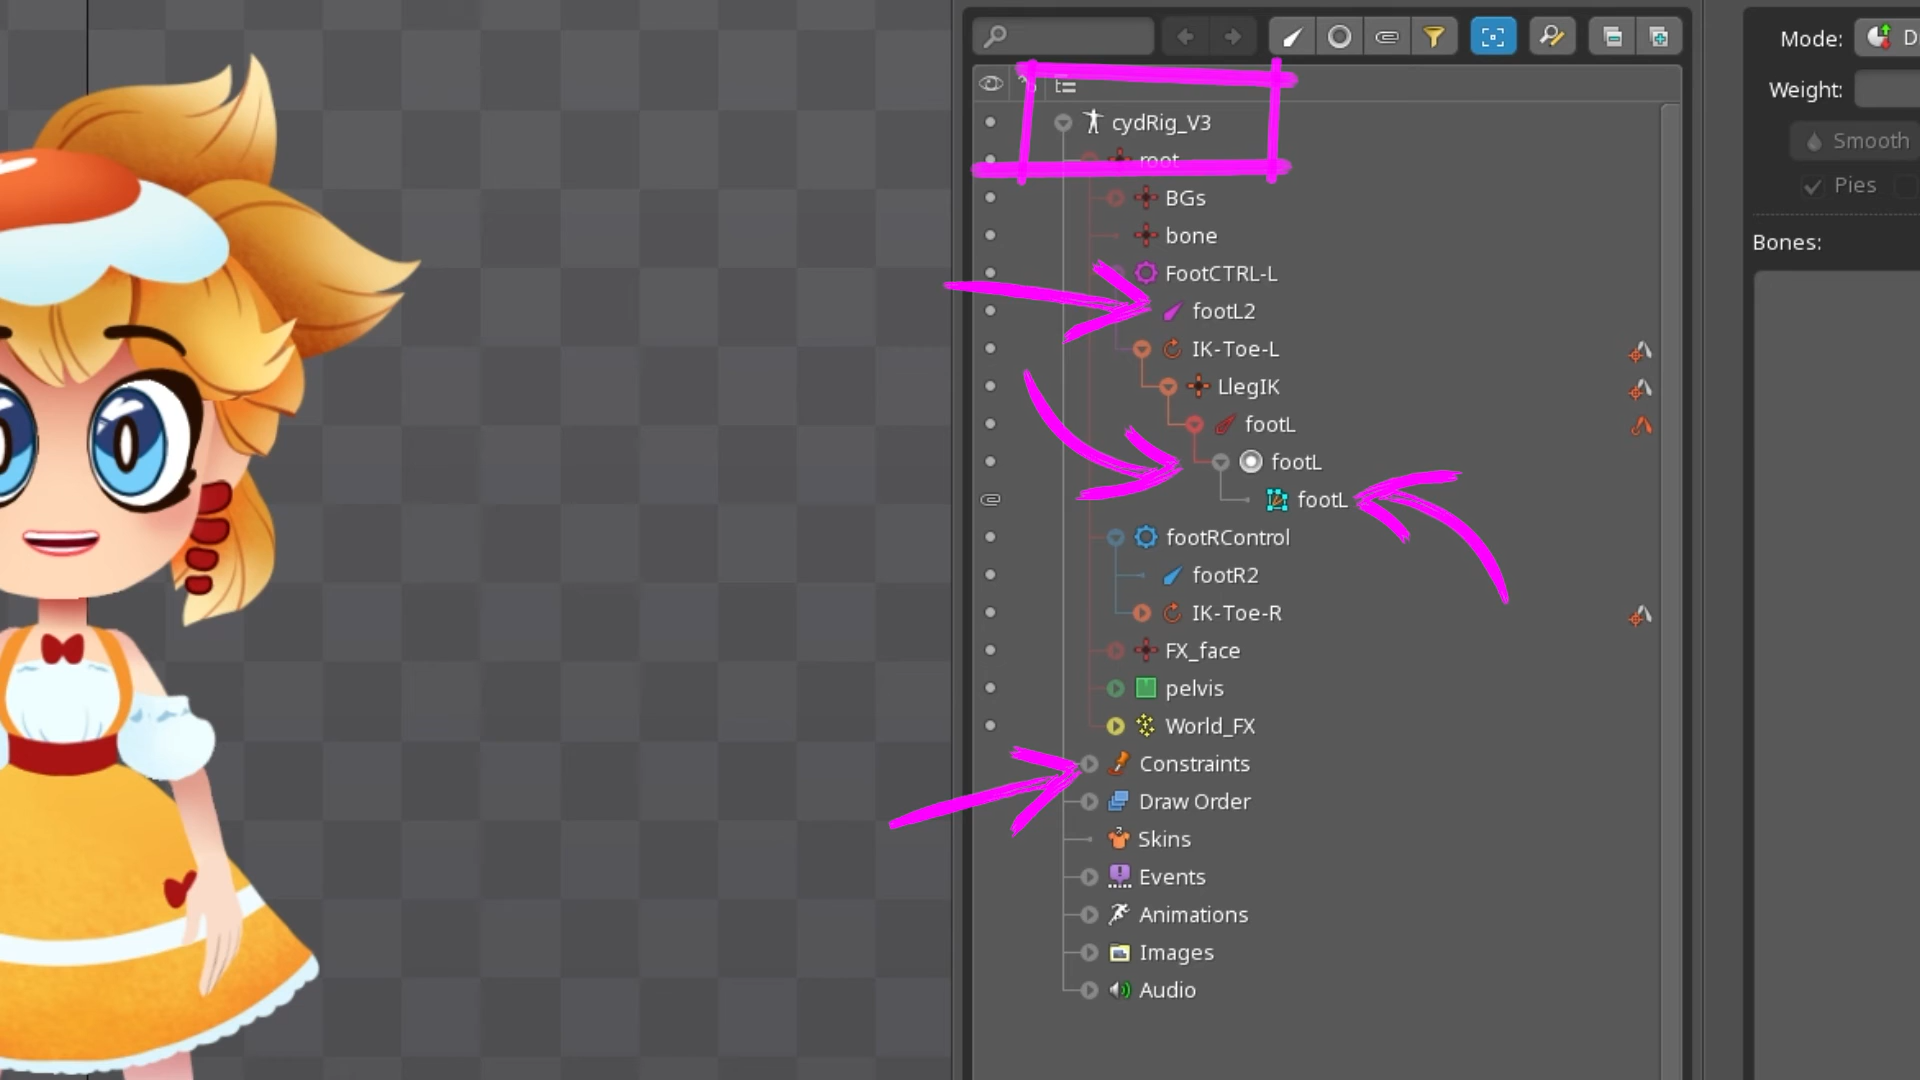 Mode:
Weight:
Smooth
Pies
Bones:
cydRig_V3
root
BGs
bone
FootCTRL-L
footL2
IK-Toe-L
LlegIK
footL
footL
footL
footRControl
footR2
IK-Toe-R
FX_face
pelvis
World_FX
Constraints
Draw Order
Skins
Events
Animations
Images
Audio